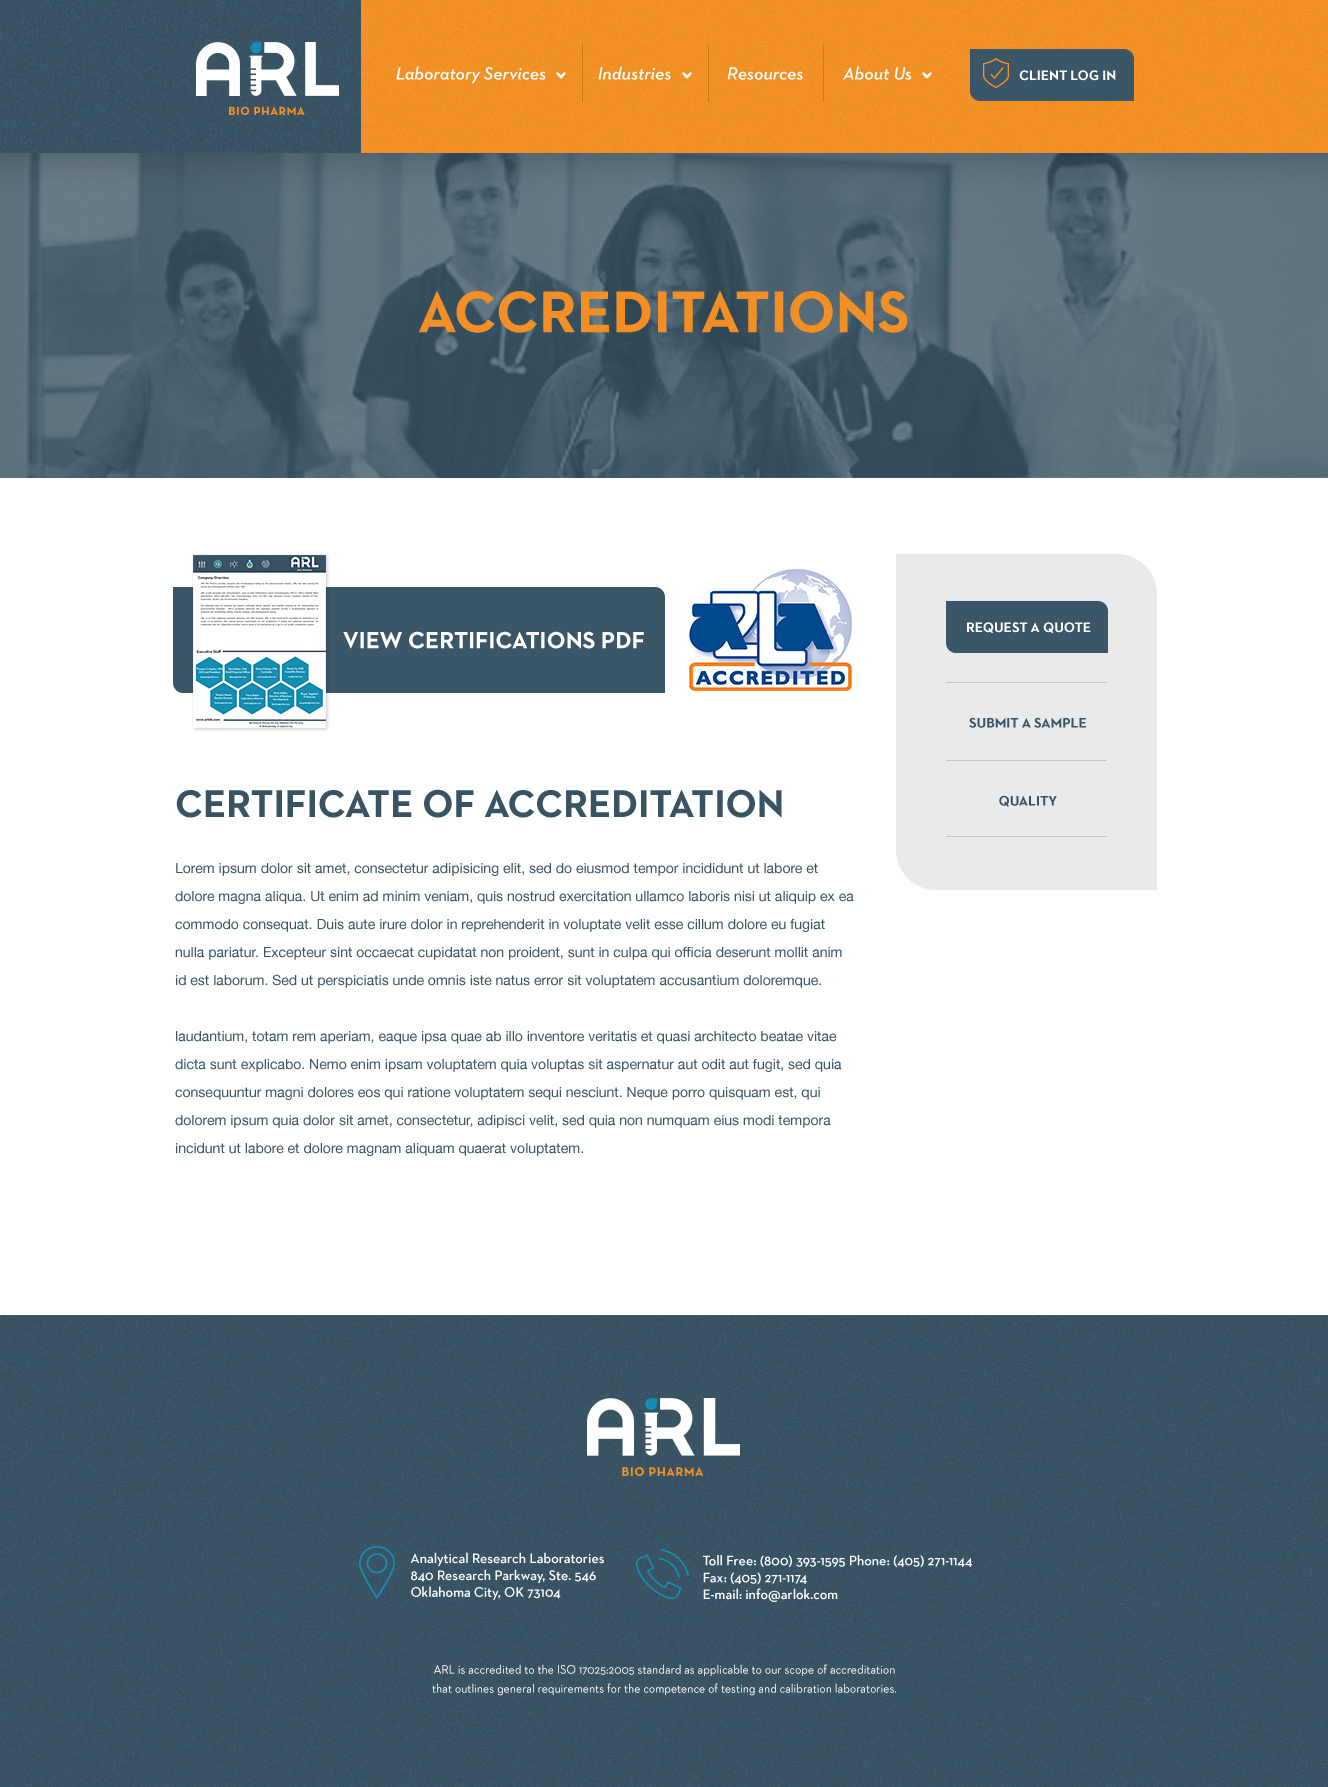 ARL
BIO PHARMA
Laboratory Services
Industries
Resources
About Us
CLIENT LOG IN
ACCREDITATIONS
ARL
Company Overview
Executive Staff
www.arlok.com
VIEW CERTIFICATIONS PDF
A2LA
ACCREDITED
REQUEST A QUOTE
SUBMIT A SAMPLE
QUALITY
CERTIFICATE OF ACCREDITATION
Lorem ipsum dolor sit amet, consectetur adipisicing elit, sed do eiusmod tempor incididunt ut labore et
dolore magna aliqua. Ut enim ad minim veniam, quis nostrud exercitation ullamco laboris nisi ut aliquip ex ea
commodo consequat. Duis aute irure dolor in reprehenderit in voluptate velit esse cillum dolore eu fugiat
nulla pariatur. Excepteur sint occaecat cupidatat non proident, sunt in culpa qui officia deserunt mollit anim
id est laborum. Sed ut perspiciatis unde omnis iste natus error sit voluptatem accusantium doloremque.
laudantium, totam rem aperiam, eaque ipsa quae ab illo inventore veritatis et quasi architecto beatae vitae
dicta sunt explicabo. Nemo enim ipsam voluptatem quia voluptas sit aspernatur aut odit aut fugit, sed quia
consequuntur magni dolores eos qui ratione voluptatem sequi nesciunt. Neque porro quisquam est, qui
dolorem ipsum quia dolor sit amet, consectetur, adipisci velit, sed quia non numquam eius modi tempora
incidunt ut labore et dolore magnam aliquam quaerat voluptatem.
ARL
BIO PHARMA
Analytical Research Laboratories
840 Research Parkway, Ste. 546
Oklahoma City, OK 73104
Toll Free: (800) 393-1595 Phone: (405) 271-1144
Fax: (405) 271-1174
E-mail: info@arlok.com
ARL is accredited to the ISO 17025:2005 standard as applicable to our scope of accreditation
that outlines general requirements for the competence of testing and calibration laboratories.